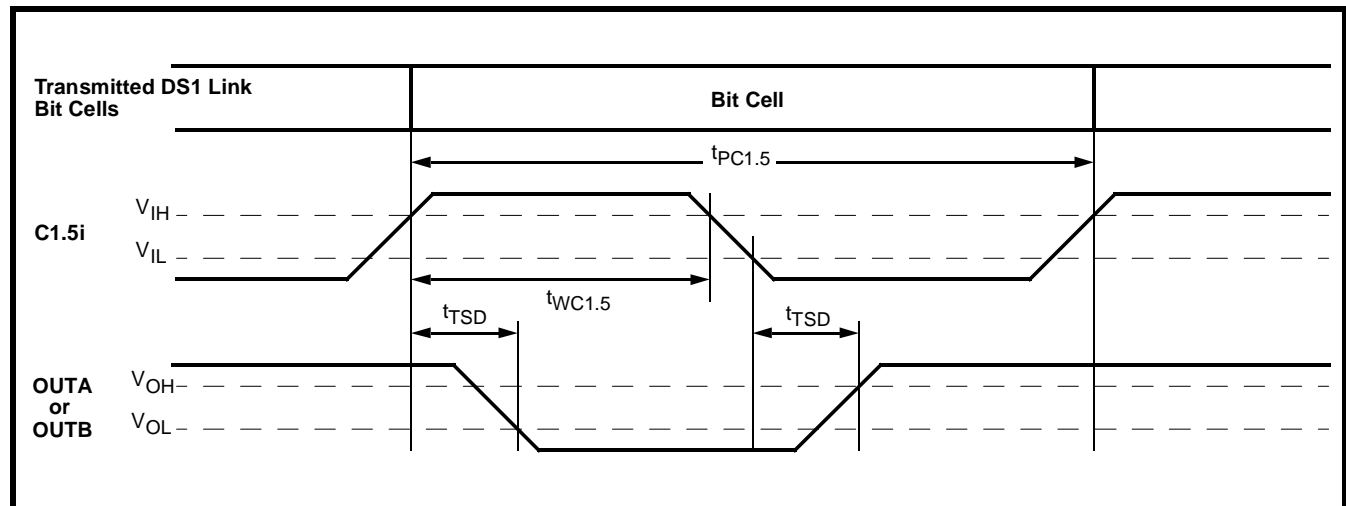 Transmitted DS1 Link
Bit Cells
Bit Cell
tPC1.5
C1.5i
VIH
VIL
tWC1.5
tTSD
tTSD
OUTA
or
OUTB
VOH
VOL